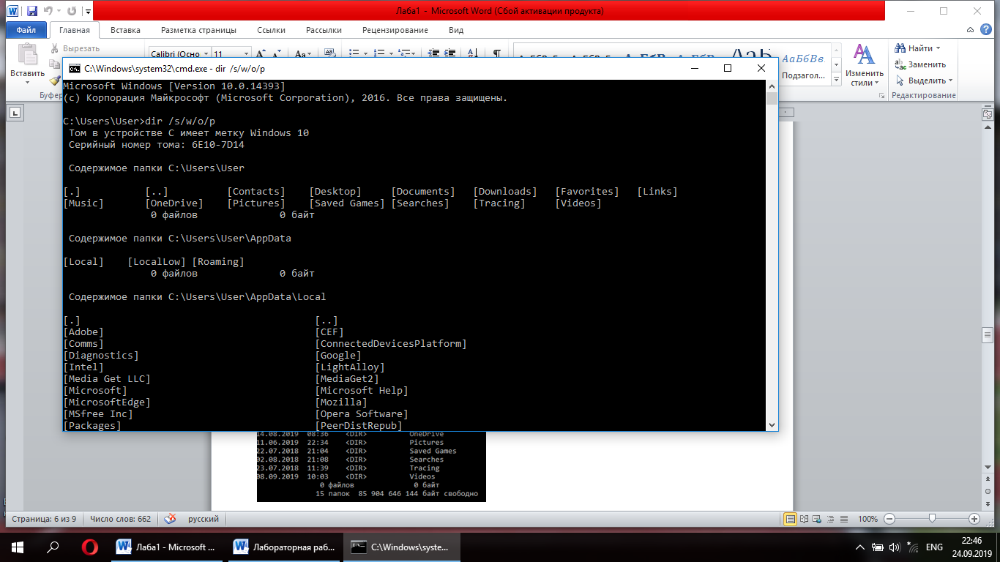 Лаба1 - Microsoft Word (Сбой активации продукта)
Файл Главная Вставка Разметка страницы Ссылки Рассылки Рецензирование Вид
Вырезать
Вставить
Calibri (Осно 11
АаБбВв.
Подзагол...
Изменить стили
Найти
Заменить
Выделить
Редактирование
C:\Windows\system32\cmd.exe - dir /s/w/o/p
Microsoft Windows [Version 10.0.14393]
(c) Корпорация Майкрософт (Microsoft Corporation), 2016. Все права защищены.
C:\Users\User>dir /s/w/o/p
Том в устройстве C имеет метку Windows 10
Серийный номер тома: 6E10-7D14
Содержимое папки C:\Users\User
[.] [..] [Contacts] [Desktop] [Documents] [Downloads] [Favorites] [Links]
[Music] [OneDrive] [Pictures] [Saved Games] [Searches] [Tracing] [Videos]
0 файлов 0 байт
Содержимое папки C:\Users\User\AppData
[Local] [LocalLow] [Roaming]
0 файлов 0 байт
Содержимое папки C:\Users\User\AppData\Local
[.] [..]
[Adobe] [CEF]
[Comms] [ConnectedDevicesPlatform]
[Diagnostics] [Google]
[Intel] [LightAlloy]
[Media Get LLC] [MediaGet2]
[Microsoft] [Microsoft Help]
[MicrosoftEdge] [Mozilla]
[MSfree Inc] [Opera Software]
[Packages] [PeerDistRepub]
14.08.2019 08:36 <DIR> OneDrive
11.06.2019 22:34 <DIR> Pictures
22.07.2018 21:04 <DIR> Saved Games
02.08.2018 21:08 <DIR> Searches
23.07.2018 11:39 <DIR> Tracing
08.09.2019 10:03 <DIR> Videos
0 файлов 0 байт
15 папок 85 904 646 144 байт свободно
Страница: 6 из 9 Число слов: 662 русский 100%
Лаба1 - Microsoft ... Лабораторная раб... C:\Windows\syste... ENG 22:46
24.09.2019